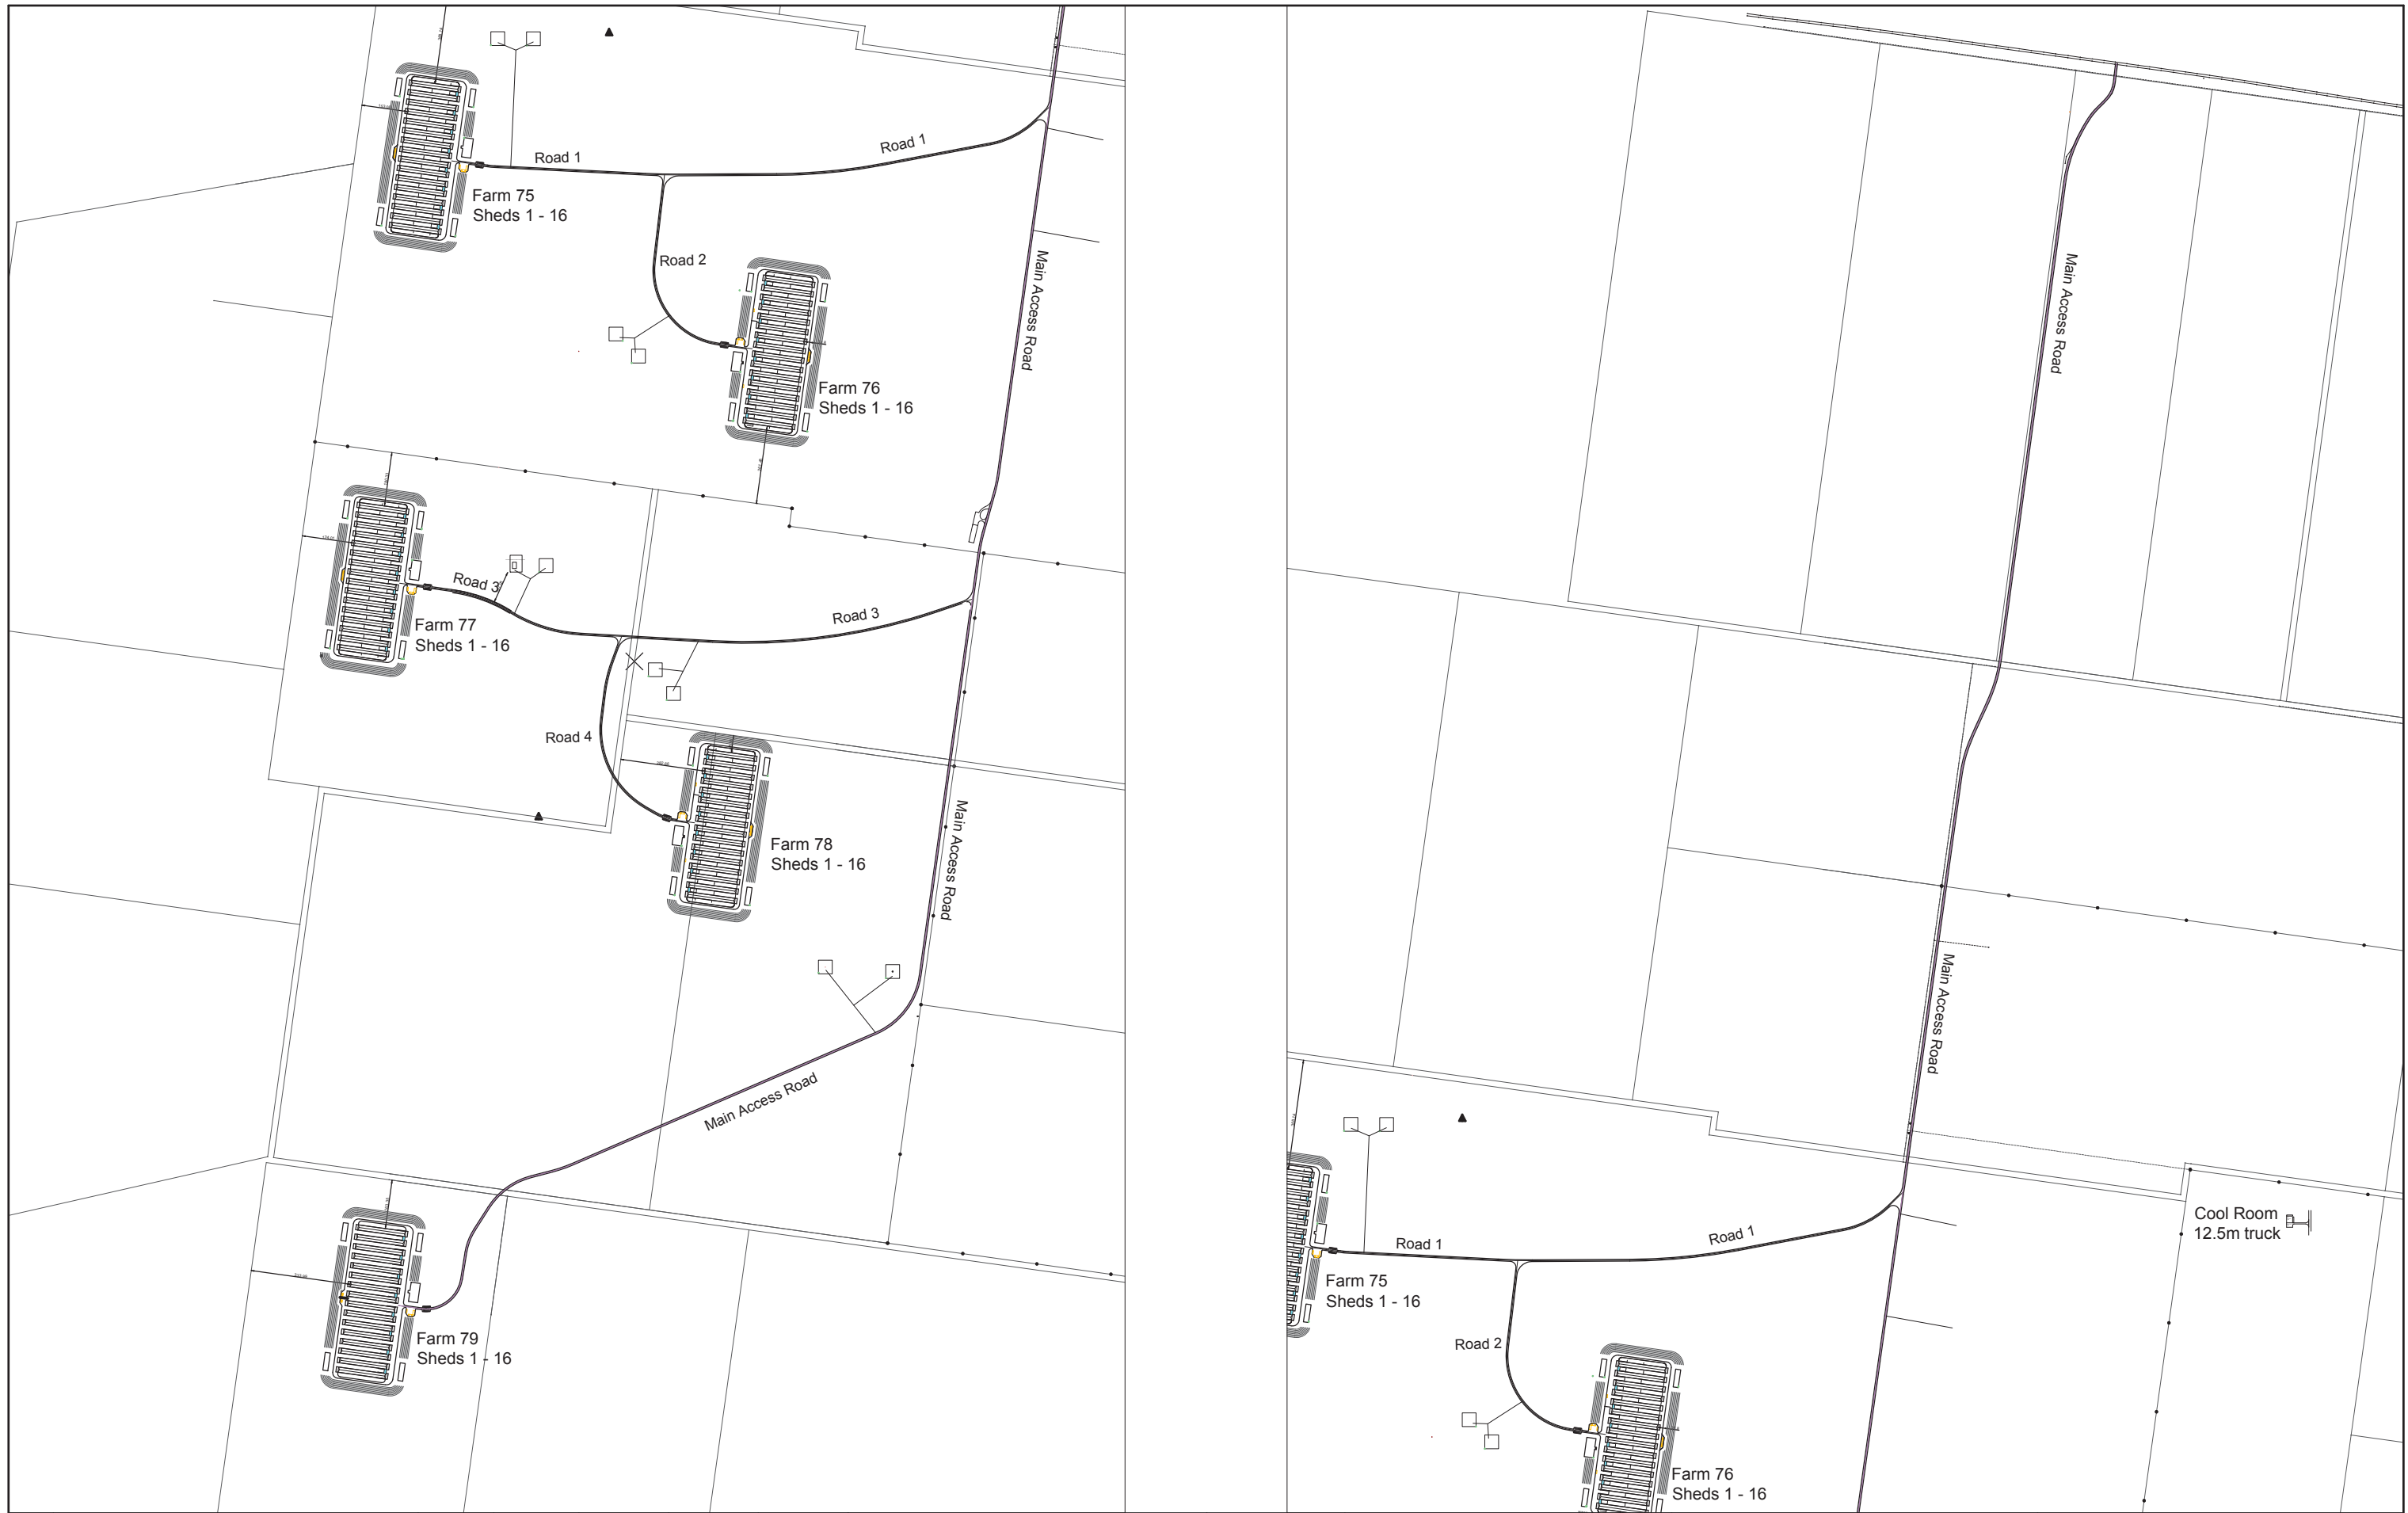 Road 1
Road 1
Farm 75
Sheds 1 - 16
Road 2
Main Access Road
Farm 76
Sheds 1 - 16
Road 3
Road 3
Farm 77
Sheds 1 - 16
Road 4
Main Access Road
Farm 78
Sheds 1 - 16
Main Access Road
Farm 79
Sheds 1 - 16
Main Access Road
Main Access Road
Cool Room
12.5m truck
Road 1
Road 1
Farm 75
Sheds 1 - 16
Road 2
Farm 76
Sheds 1 - 16